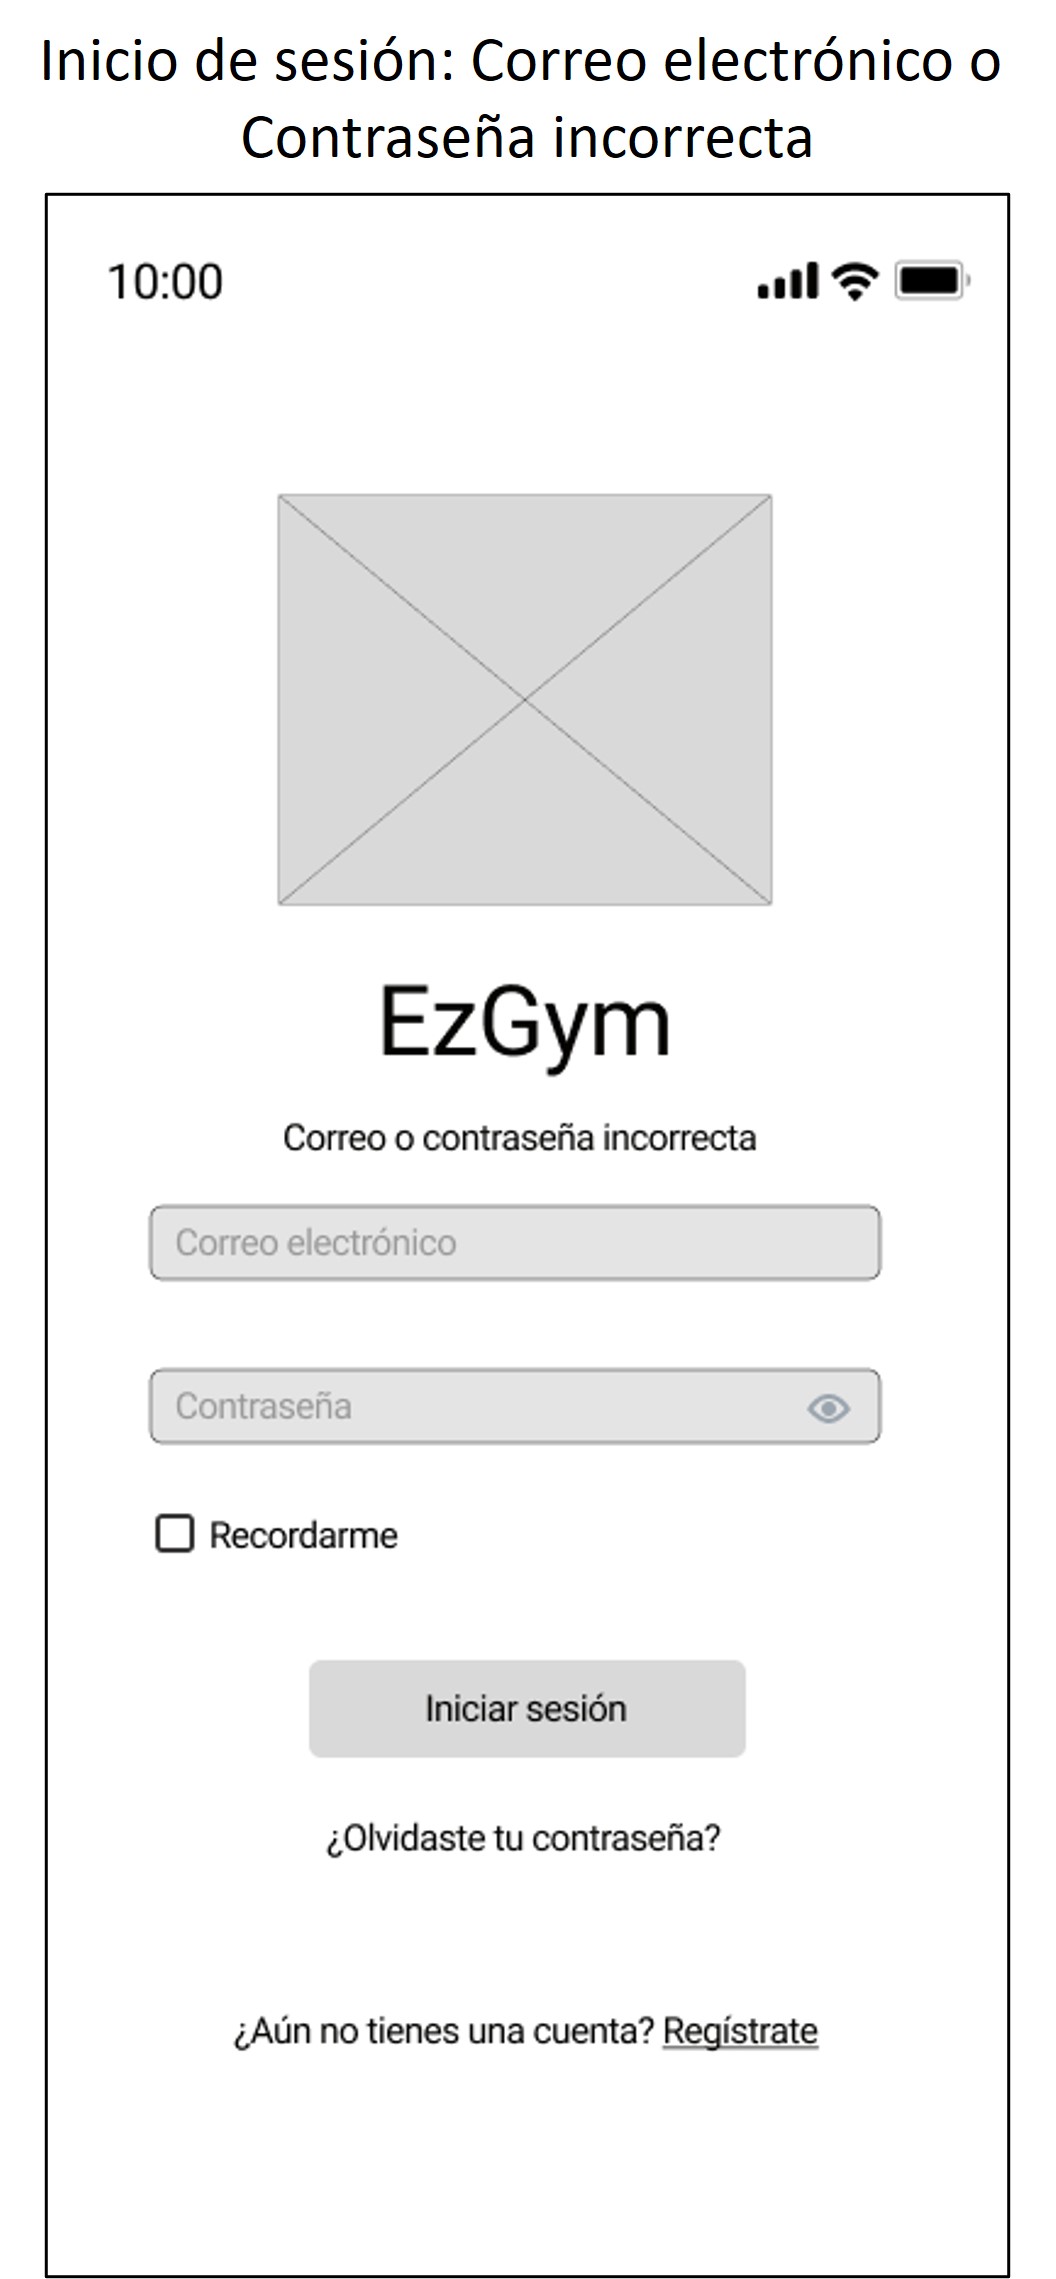 Inicio de sesión: Correo electrónico o
Contraseña incorrecta
10:00
EzGym
Correo o contraseña incorrecta
Correo electrónico
Contraseña
Recordarme
Iniciar sesión
¿Olvidaste tu contraseña?
¿Aún no tienes una cuenta? Regístrate